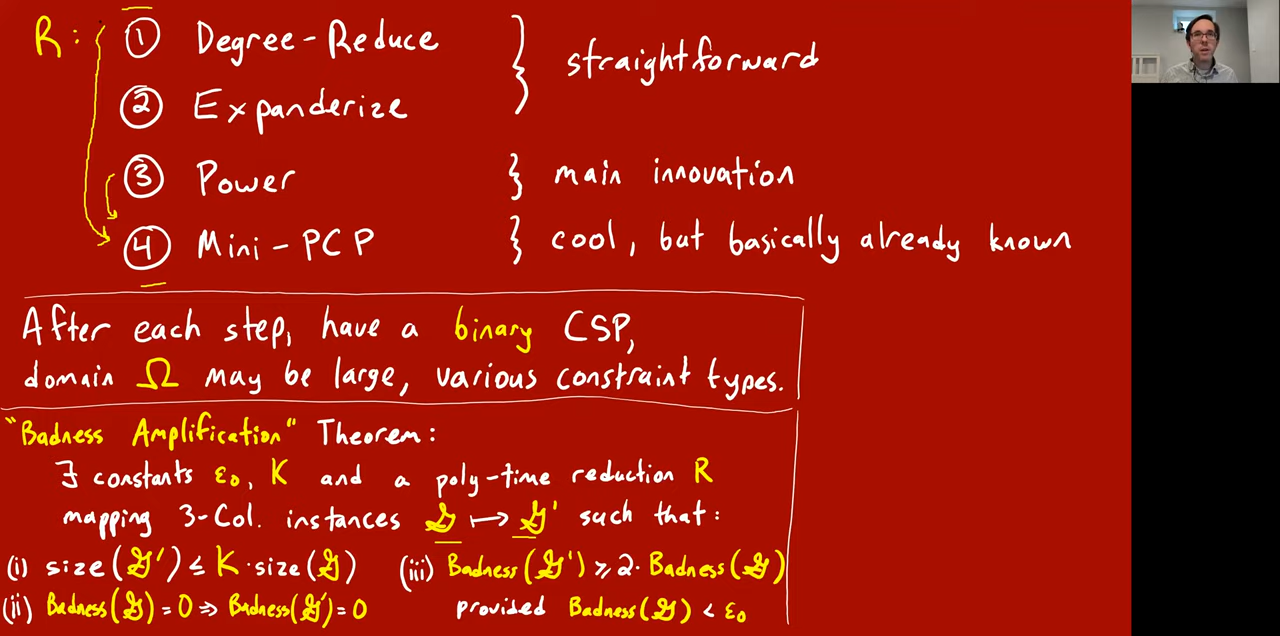 R: ① Degree-Reduce } straightforward
② Expanderize
③ Power } main innovation
④ Mini-PCP } cool, but basically already known
After each step, have a binary CSP,
domain Ω may be large, various constraint types.
"Badness Amplification" Theorem:
∃ constants ε₀, K and a poly-time reduction R
mapping 3-Col. instances 𝒢 ↦ 𝒢' such that:
(i) size(𝒢') ≤ K·size(𝒢) (iii) Badness(𝒢') ≥ 2·Badness(𝒢)
(ii) Badness(𝒢)=0 ⇒ Badness(𝒢')=0 provided Badness(𝒢) < ε₀